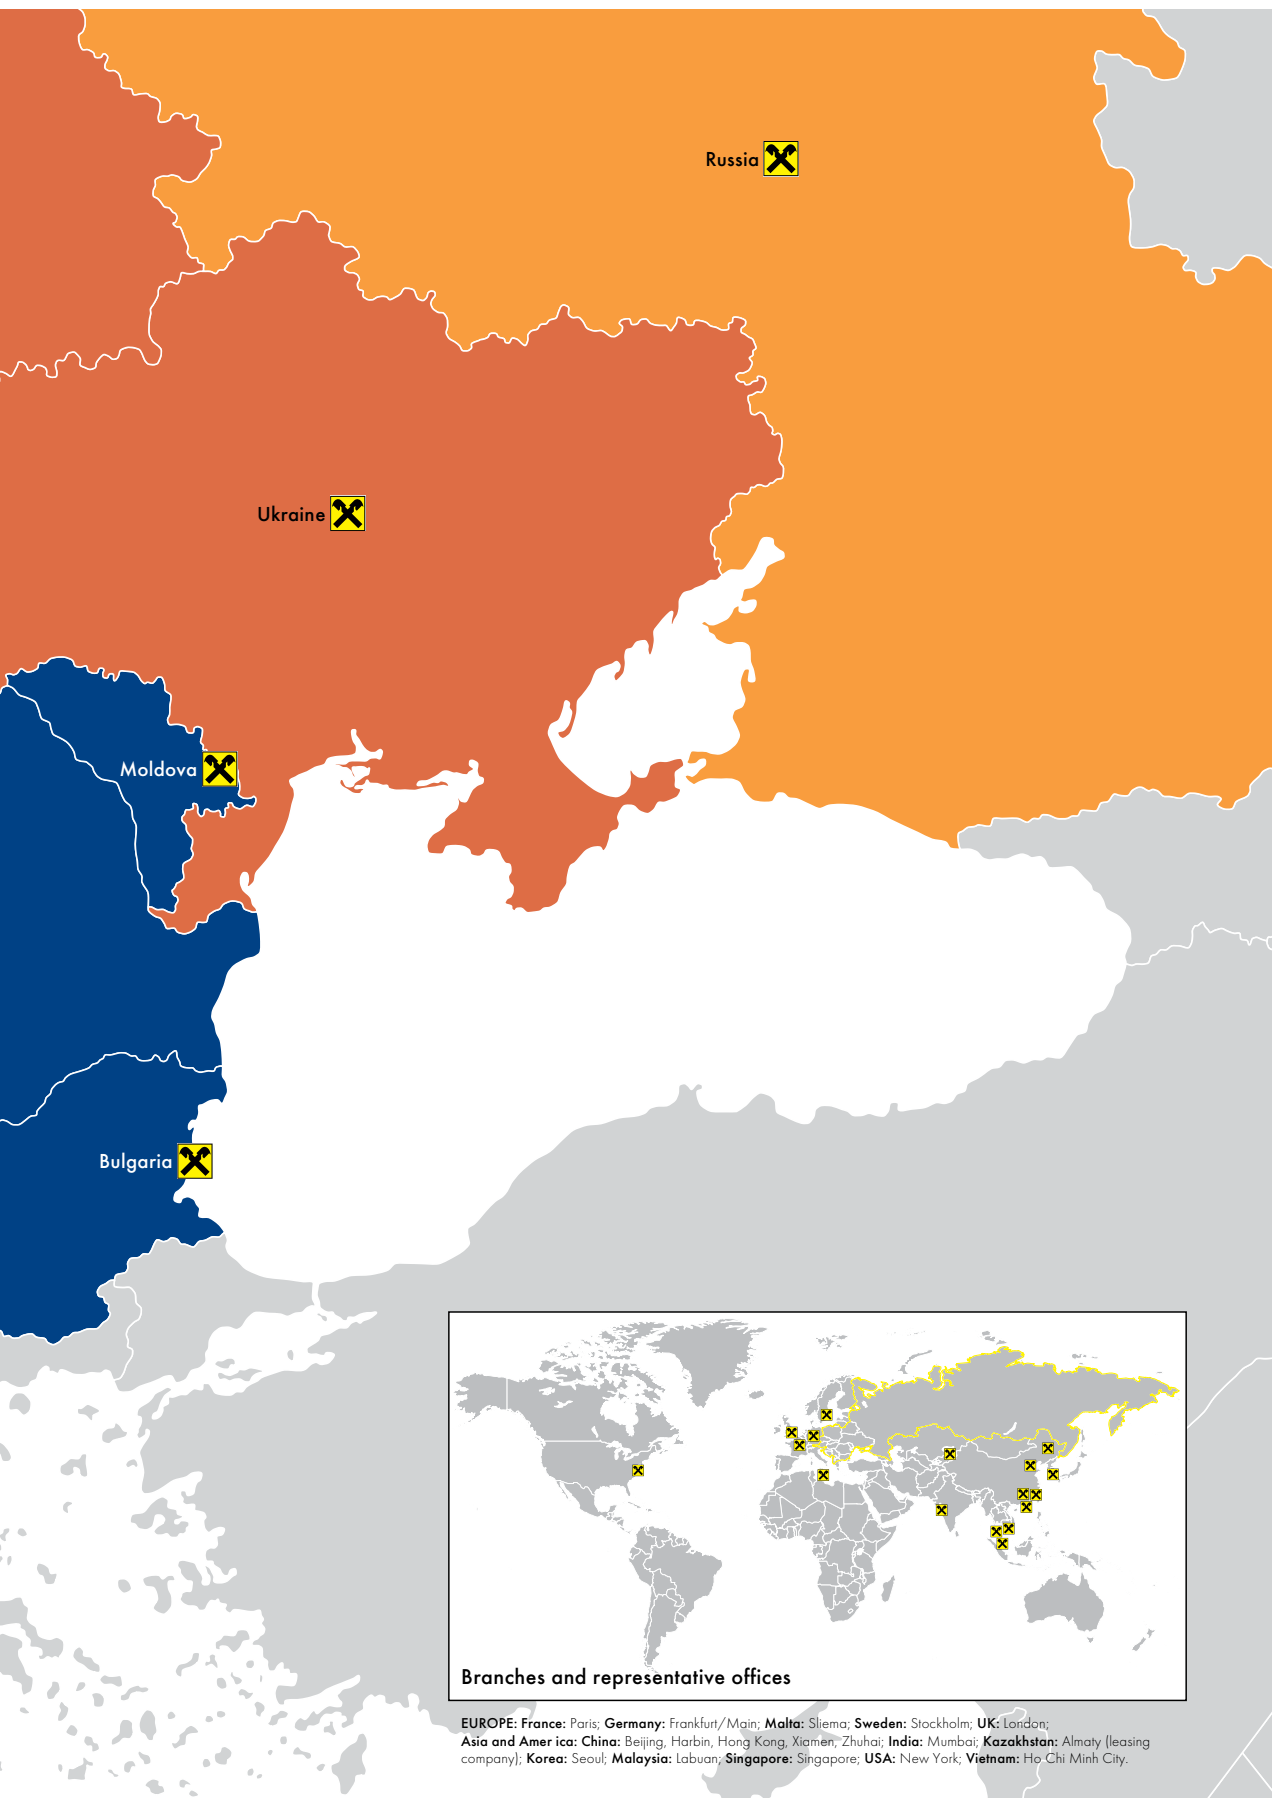 Russia
Ukraine
Moldova
Bulgaria
Branches and representative offices
EUROPE: France: Paris; Germany: Frankfurt/Main; Malta: Sliema; Sweden: Stockholm; UK: London;
Asia and Amer ica: China: Beijing, Harbin, Hong Kong, Xiamen, Zhuhai; India: Mumbai; Kazakhstan: Almaty (leasing
company); Korea: Seoul; Malaysia: Labuan; Singapore: Singapore; USA: New York; Vietnam: Ho Chi Minh City.